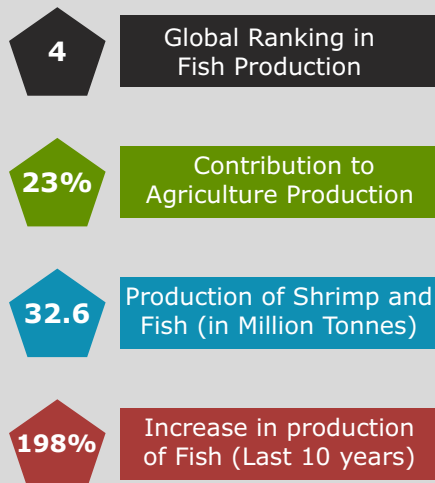 4
Global Ranking in
Fish Production
23%
Contribution to
Agriculture Production
32.6
Production of Shrimp and
Fish (in Million Tonnes)
198%
Increase in production
of Fish (Last 10 years)